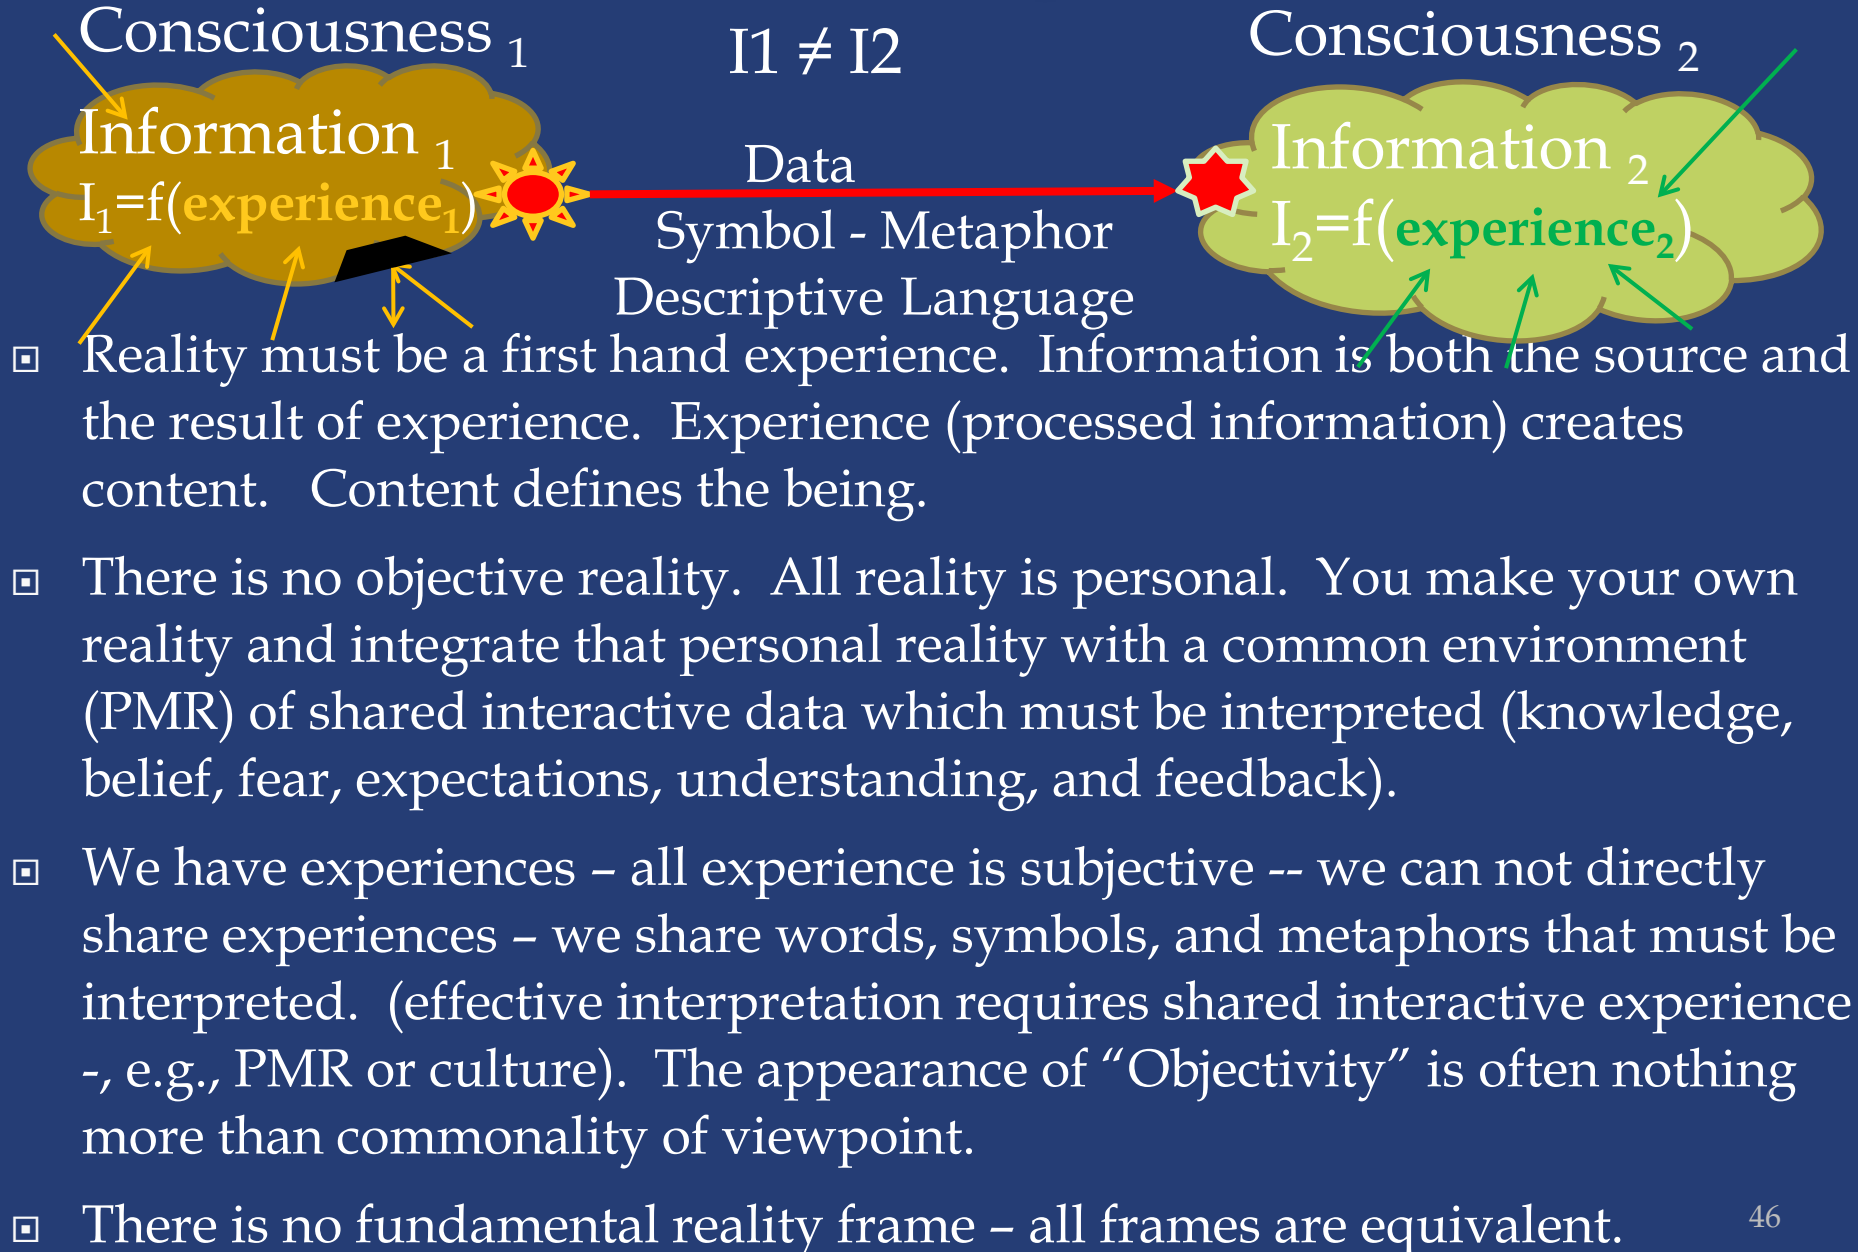 Consciousness 1
I1 ≠ I2
Consciousness 2
Information 1
I1=f(experience1)
Data
Symbol - Metaphor
Descriptive Language
Information 2
I2=f(experience2)
Reality must be a first hand experience. Information is both the source and
the result of experience. Experience (processed information) creates
content. Content defines the being.
There is no objective reality. All reality is personal. You make your own
reality and integrate that personal reality with a common environment
(PMR) of shared interactive data which must be interpreted (knowledge,
belief, fear, expectations, understanding, and feedback).
We have experiences – all experience is subjective -- we can not directly
share experiences – we share words, symbols, and metaphors that must be
interpreted. (effective interpretation requires shared interactive experience
-, e.g., PMR or culture). The appearance of “Objectivity” is often nothing
more than commonality of viewpoint.
There is no fundamental reality frame – all frames are equivalent.
46